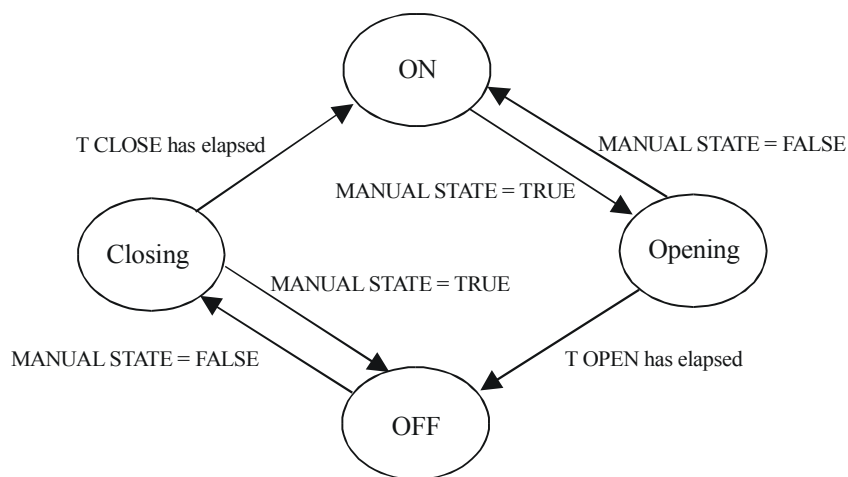 ON
T CLOSE has elapsed
MANUAL STATE = FALSE
MANUAL STATE = TRUE
Closing
Opening
MANUAL STATE = TRUE
MANUAL STATE = FALSE
T OPEN has elapsed
OFF